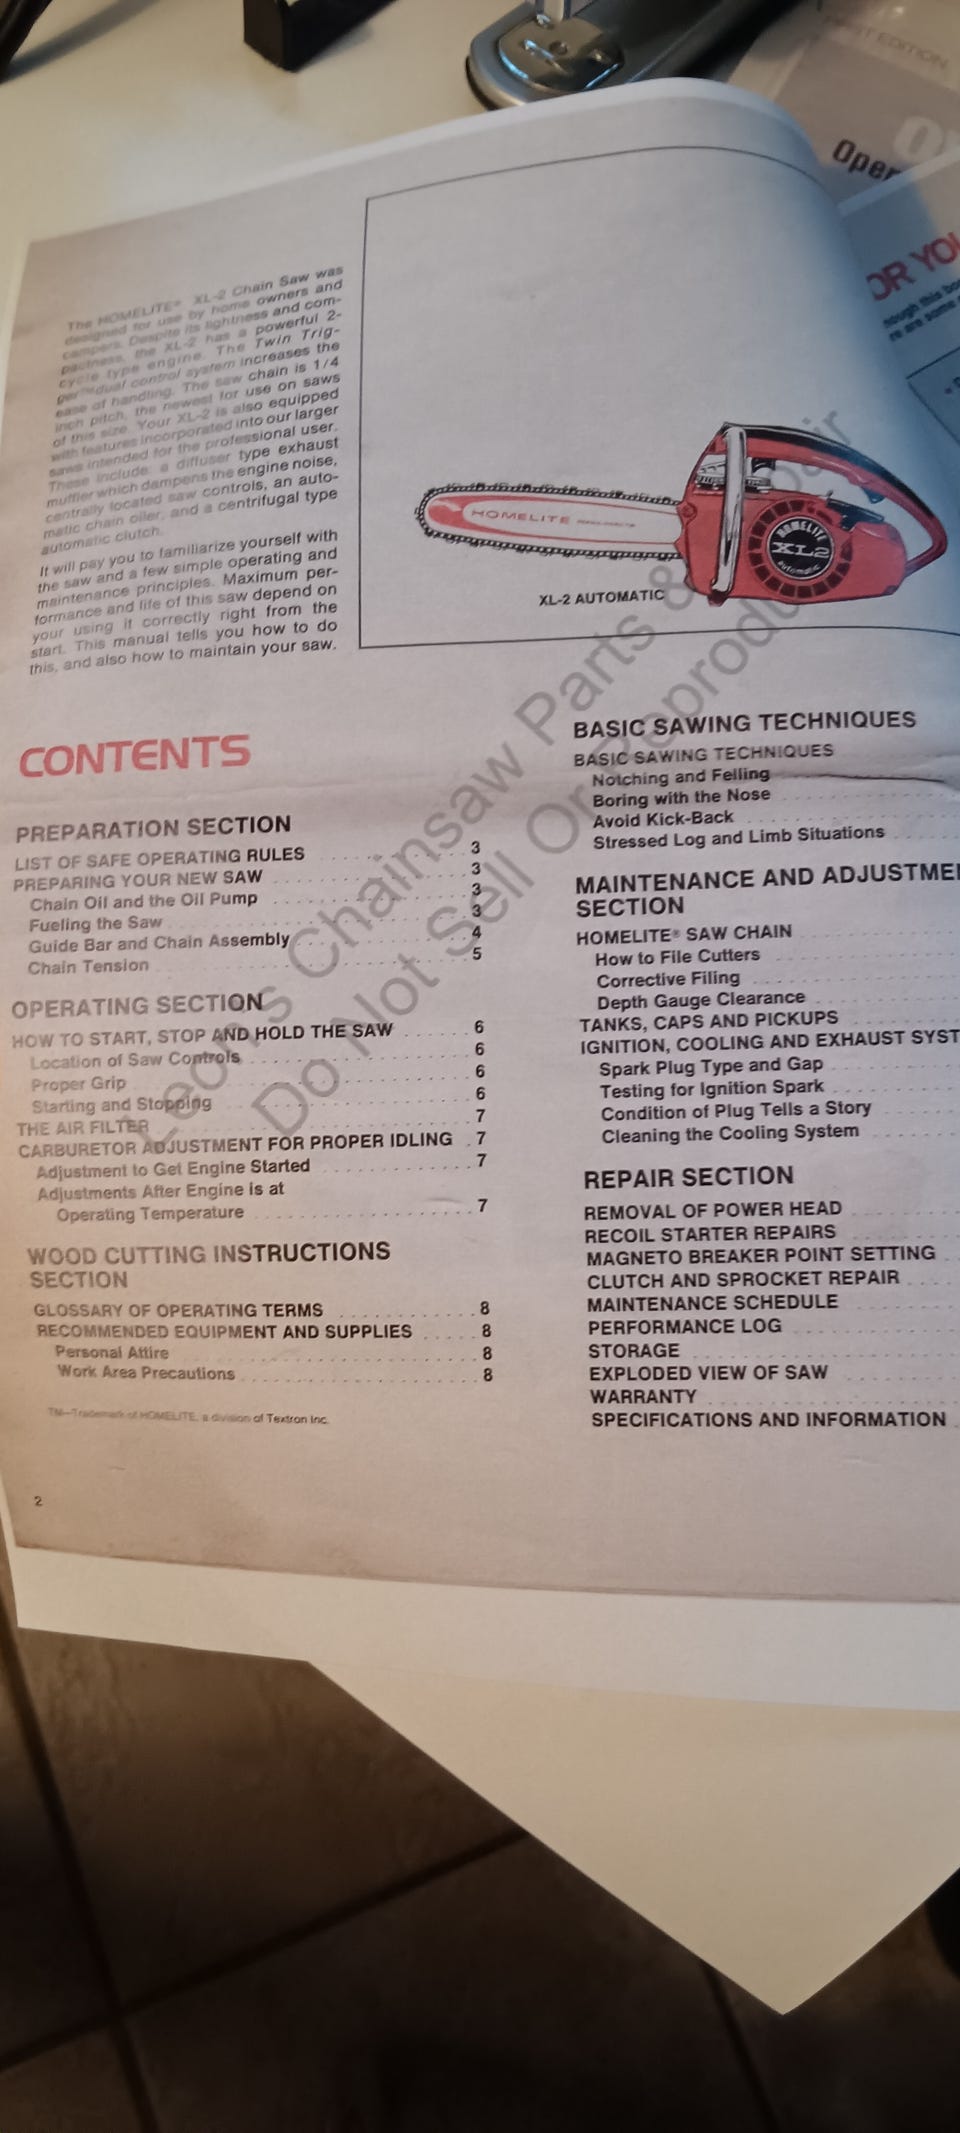 FIRST EDITION
Oper
OR YOU
nough this bo
re are some
The HOMELITE® XL-2 Chain Saw was
designed for use by home owners and
campers. Despite its lightness and com-
pactness, the XL-2 has a powerful 2-
cycle type engine. The Twin Trig-
ger™ dual control system increases the
ease of handling. The saw chain is 1/4
inch pitch, the newest for use on saws
of this size. Your XL-2 is also equipped
with features incorporated into our larger
saws intended for the professional user.
These include: a diffuser type exhaust
muffler which dampens the engine noise,
centrally located saw controls, an auto-
matic chain oiler, and a centrifugal type
automatic clutch.
It will pay you to familiarize yourself with
the saw and a few simple operating and
maintenance principles. Maximum per-
formance and life of this saw depend on
your using it correctly right from the
start. This manual tells you how to do
this, and also how to maintain your saw.
HOMELITE
HOMELITE
XL2
automatic
XL-2 AUTOMATIC
Leon's Chainsaw Parts & Repair
Do Not Sell Or Reproduce
CONTENTS
PREPARATION SECTION
LIST OF SAFE OPERATING RULES 3
PREPARING YOUR NEW SAW 3
Chain Oil and the Oil Pump 3
Fueling the Saw 3
Guide Bar and Chain Assembly 4
Chain Tension 5
OPERATING SECTION
HOW TO START, STOP AND HOLD THE SAW 6
Location of Saw Controls 6
Proper Grip 6
Starting and Stopping 6
THE AIR FILTER 7
CARBURETOR ADJUSTMENT FOR PROPER IDLING 7
Adjustment to Get Engine Started 7
Adjustments After Engine is at
Operating Temperature 7
WOOD CUTTING INSTRUCTIONS
SECTION
GLOSSARY OF OPERATING TERMS 8
RECOMMENDED EQUIPMENT AND SUPPLIES 8
Personal Attire 8
Work Area Precautions 8
TM—Trademark of HOMELITE, a division of Textron Inc.
2
BASIC SAWING TECHNIQUES
BASIC SAWING TECHNIQUES
Notching and Felling
Boring with the Nose
Avoid Kick-Back
Stressed Log and Limb Situations
MAINTENANCE AND ADJUSTMEN
SECTION
HOMELITE® SAW CHAIN
How to File Cutters
Corrective Filing
Depth Gauge Clearance
TANKS, CAPS AND PICKUPS
IGNITION, COOLING AND EXHAUST SYST
Spark Plug Type and Gap
Testing for Ignition Spark
Condition of Plug Tells a Story
Cleaning the Cooling System
REPAIR SECTION
REMOVAL OF POWER HEAD
RECOIL STARTER REPAIRS
MAGNETO BREAKER POINT SETTING
CLUTCH AND SPROCKET REPAIR
MAINTENANCE SCHEDULE
PERFORMANCE LOG
STORAGE
EXPLODED VIEW OF SAW
WARRANTY
SPECIFICATIONS AND INFORMATION